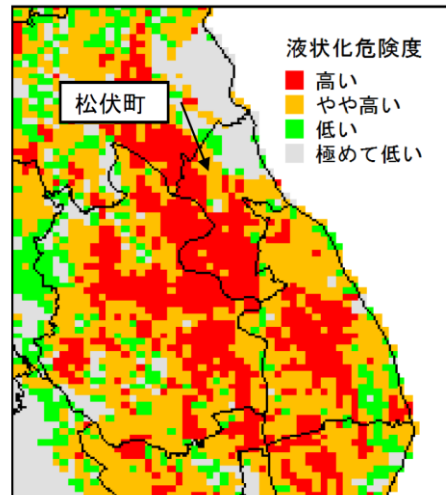 液状化危険度
高い
やや高い
低い
極めて低い
松伏町